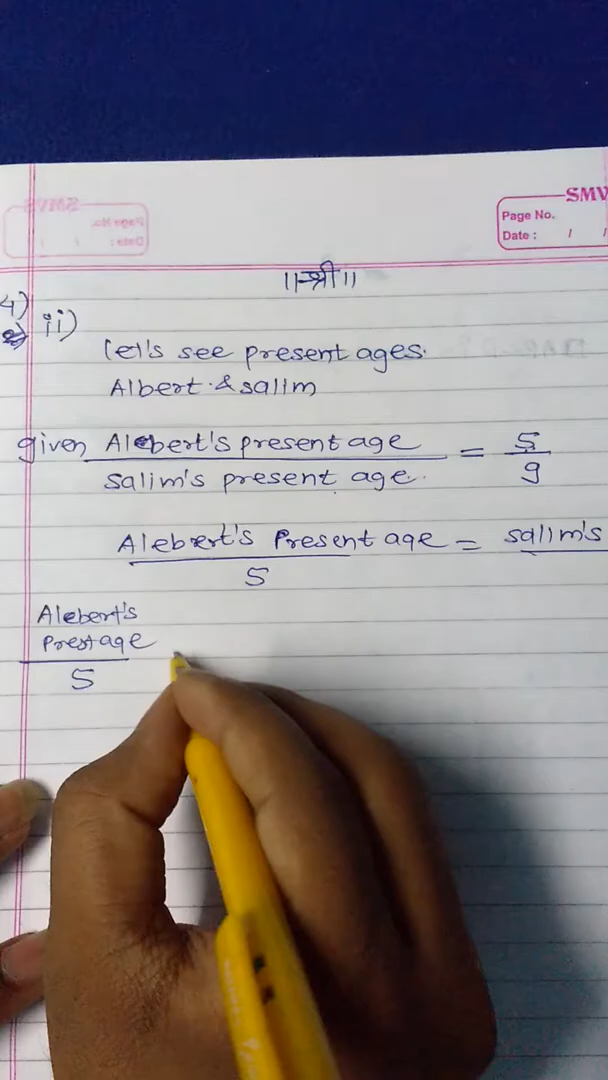 SMV
Page No.
Date : / /
॥श्री॥
4)
ii)
Let's see present ages.
Albert & salim
given Alebert's present age = 5
salim's present age. 9
Alebert's Present age = salim's
5
Alebert's
Prest age
5